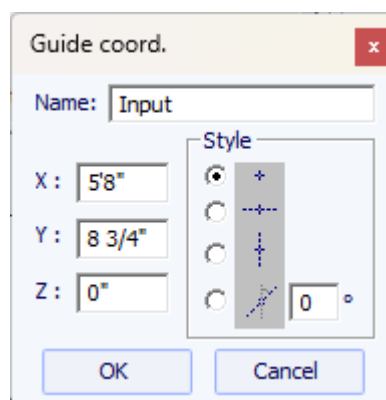 Guide coord.
x
Name: Input
Style
X : 5'8"
Y : 8 3/4"
Z : 0"
0 °
OK Cancel